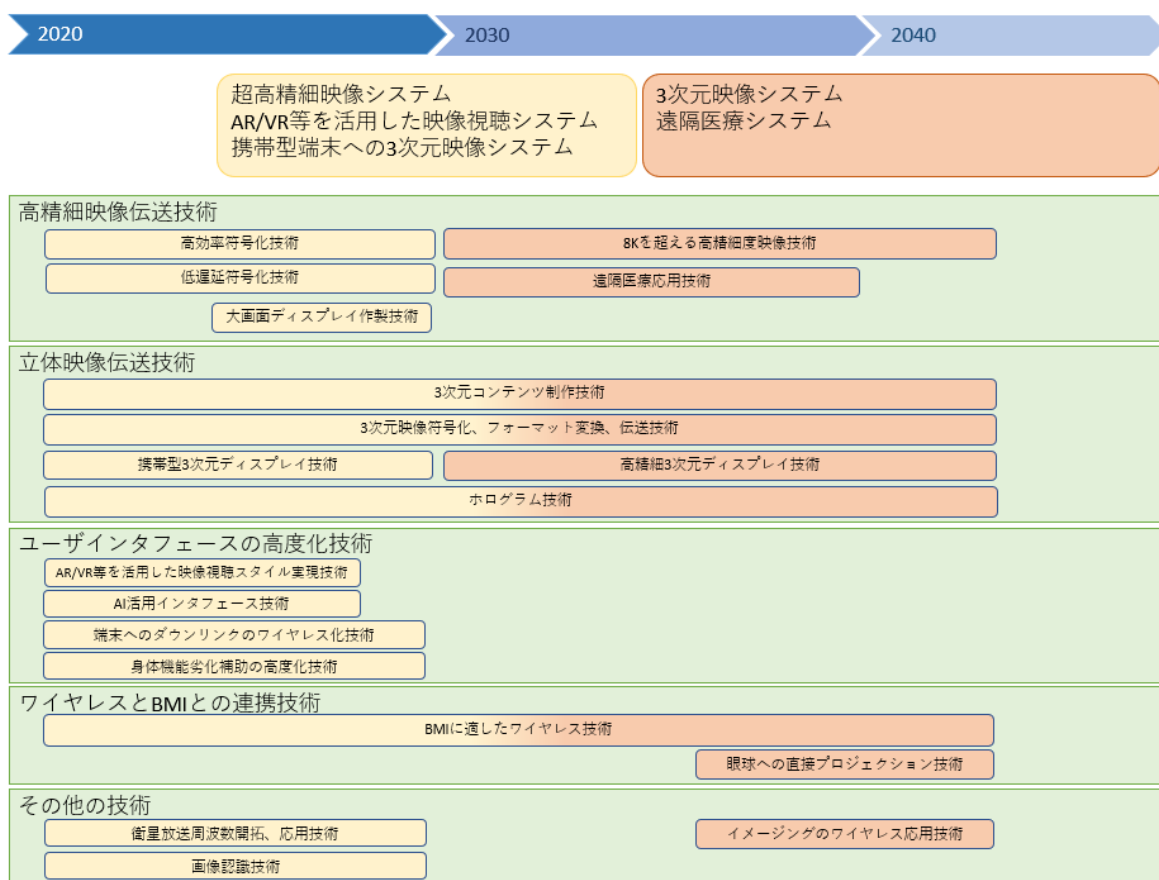 2020
2030
2040
超高精細映像システム
AR/VR等を活用した映像視聴システム
携帯型端末への3次元映像システム
3次元映像システム
遠隔医療システム
高精細映像伝送技術
高効率符号化技術
8Kを超える高精細度映像技術
低遅延符号化技術
遠隔医療応用技術
大画面ディスプレイ作製技術
立体映像伝送技術
3次元コンテンツ制作技術
3次元映像符号化、フォーマット変換、伝送技術
携帯型3次元ディスプレイ技術
高精細3次元ディスプレイ技術
ホログラム技術
ユーザインタフェースの高度化技術
AR/VR等を活用した映像視聴スタイル実現技術
AI活用インタフェース技術
端末へのダウンリンクのワイヤレス化技術
身体機能劣化補助の高度化技術
ワイヤレスとBMIとの連携技術
BMIに適したワイヤレス技術
眼球への直接プロジェクション技術
その他の技術
衛星放送周波数開拓、応用技術
イメージングのワイヤレス応用技術
画像認識技術